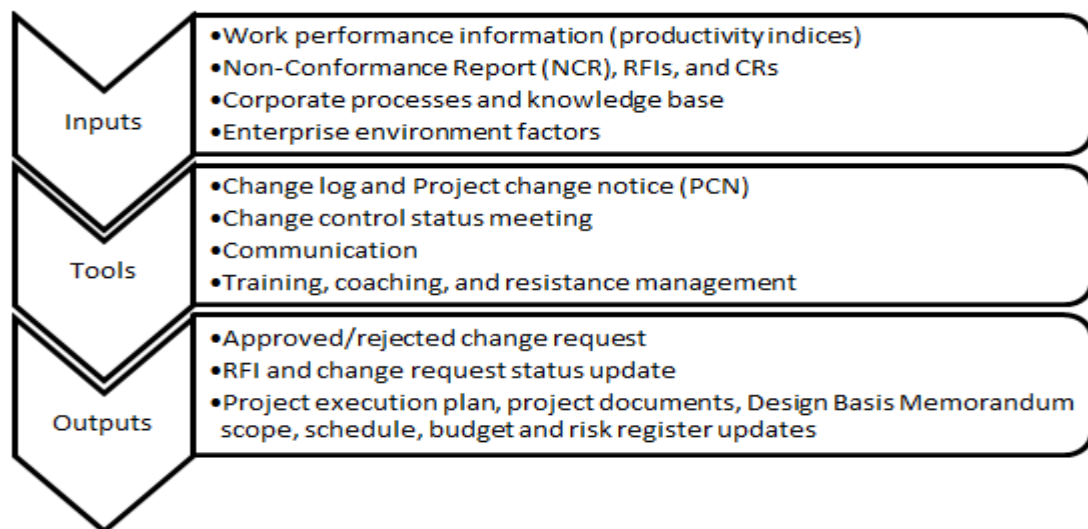 Inputs
•Work performance information (productivity indices)
•Non-Conformance Report (NCR), RFIs, and CRs
•Corporate processes and knowledge base
•Enterprise environment factors
Tools
•Change log and Project change notice (PCN)
•Change control status meeting
•Communication
•Training, coaching, and resistance management
Outputs
•Approved/rejected change request
•RFI and change request status update
•Project execution plan, project documents, Design Basis Memorandum
scope, schedule, budget and risk register updates